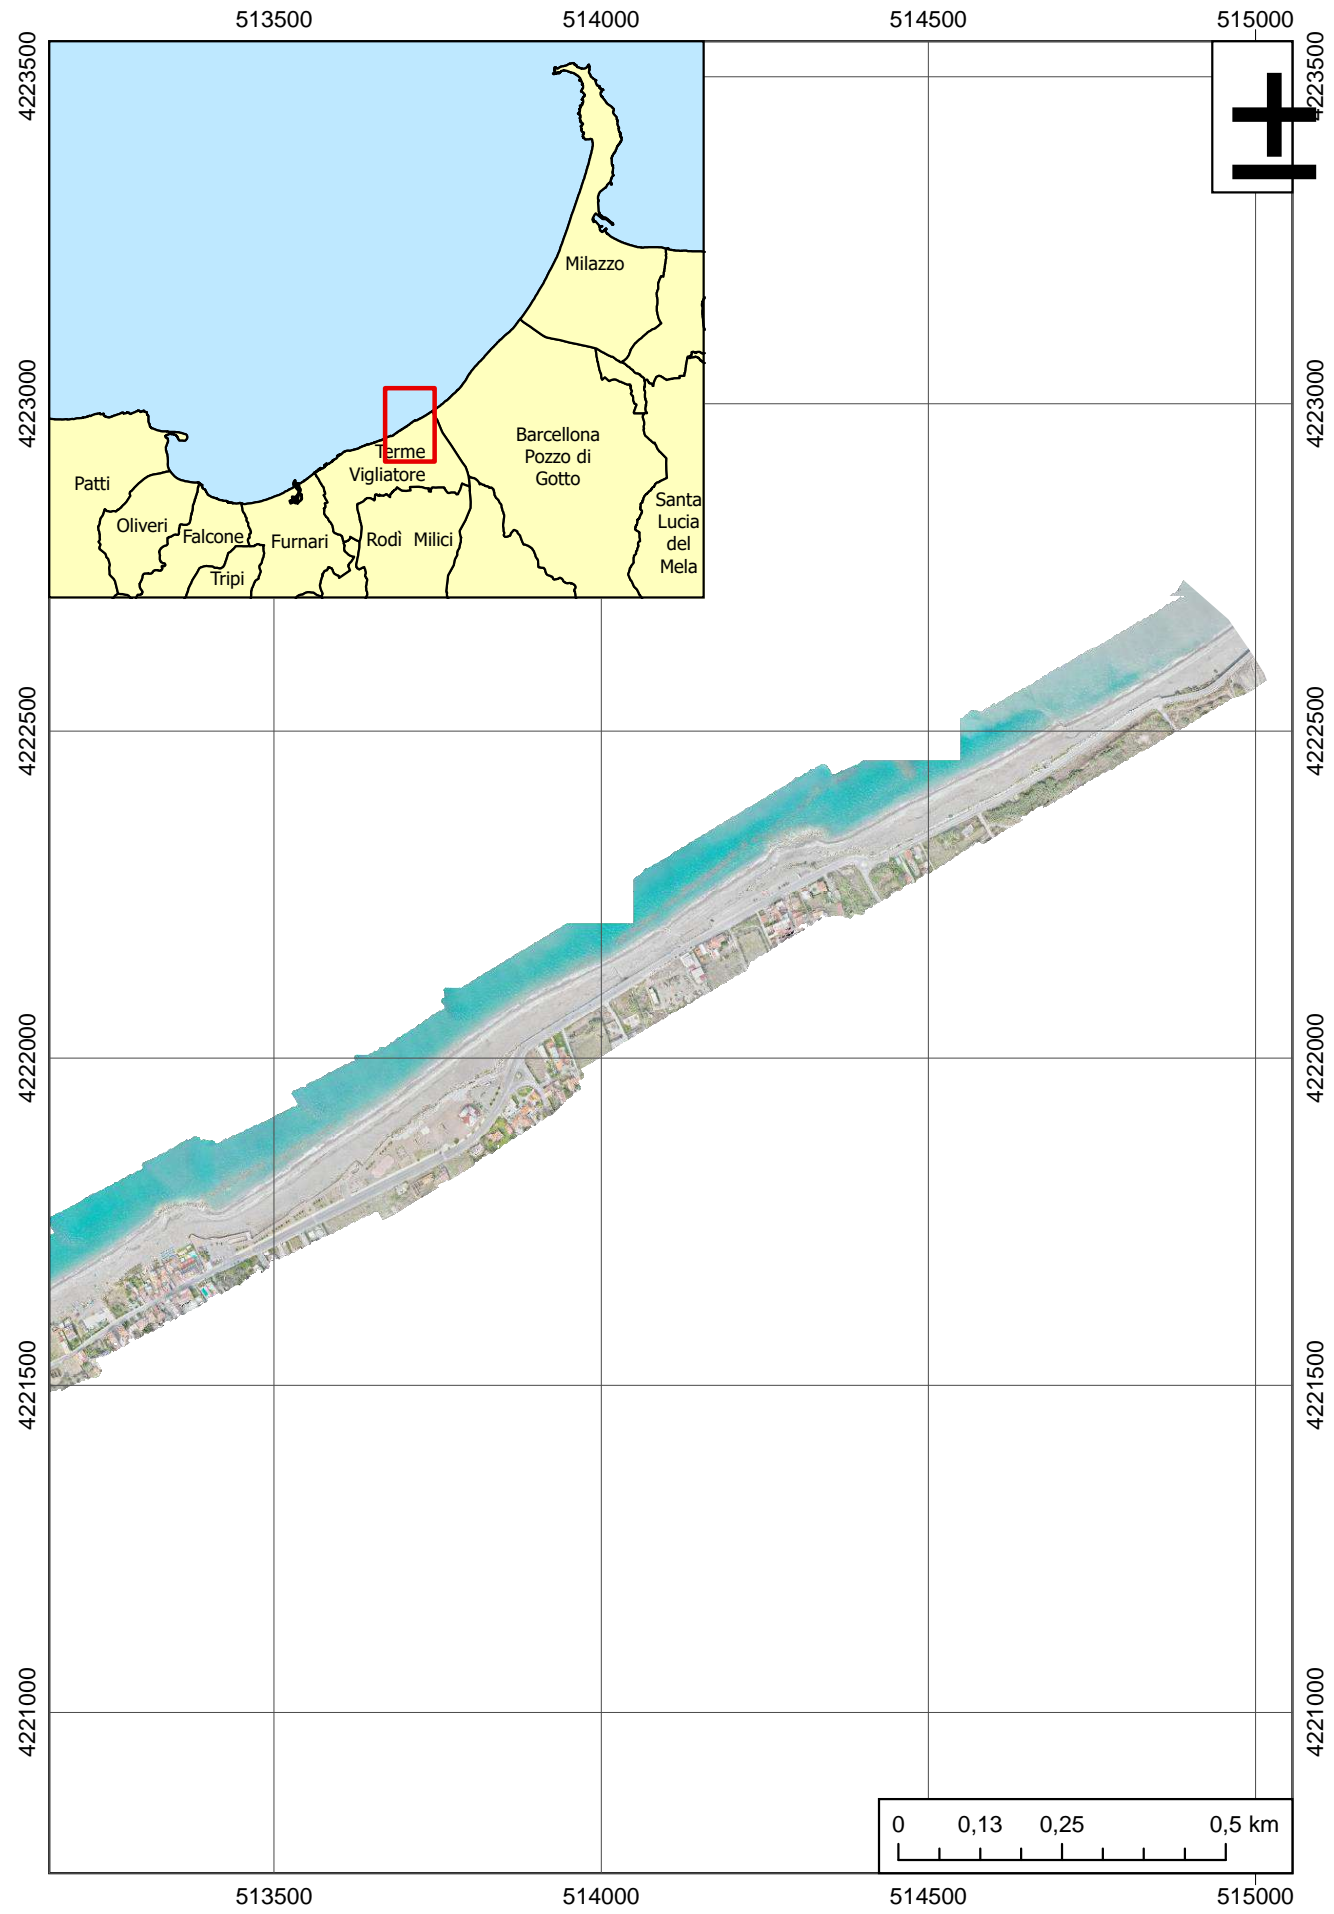 513500 514000 514500 515000
4223500 4223500
4223000 4223000
4222500 4222500
4222000 4222000
4221500 4221500
4221000 4221000
Milazzo
Barcellona
Pozzo di
Gotto
Terme
Vigliatore
Patti
Oliveri
Falcone
Tripi
Furnari
Rodì Milici
Santa
Lucia
del
Mela
0 0,13 0,25 0,5 km
513500 514000 514500 515000